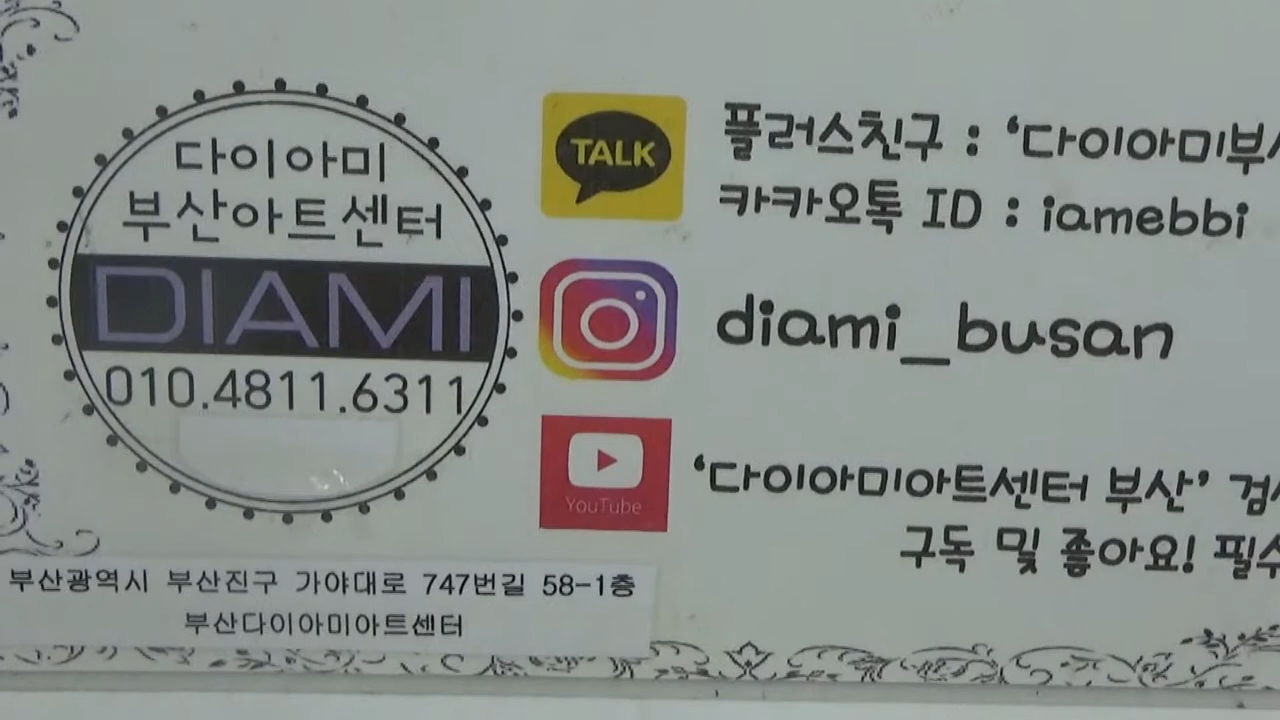 다이아미
부산아트센터
DIAMI
010.4811.6311
TALK
플러스친구 : ‘다이아미부
카카오톡 ID : iamebbi
diami_busan
YouTube
‘다이아미아트센터 부산’
구독 및 좋아요!
부산광역시 부산진구 가야대로 747번길 58-1층
부산다이아미아트센터